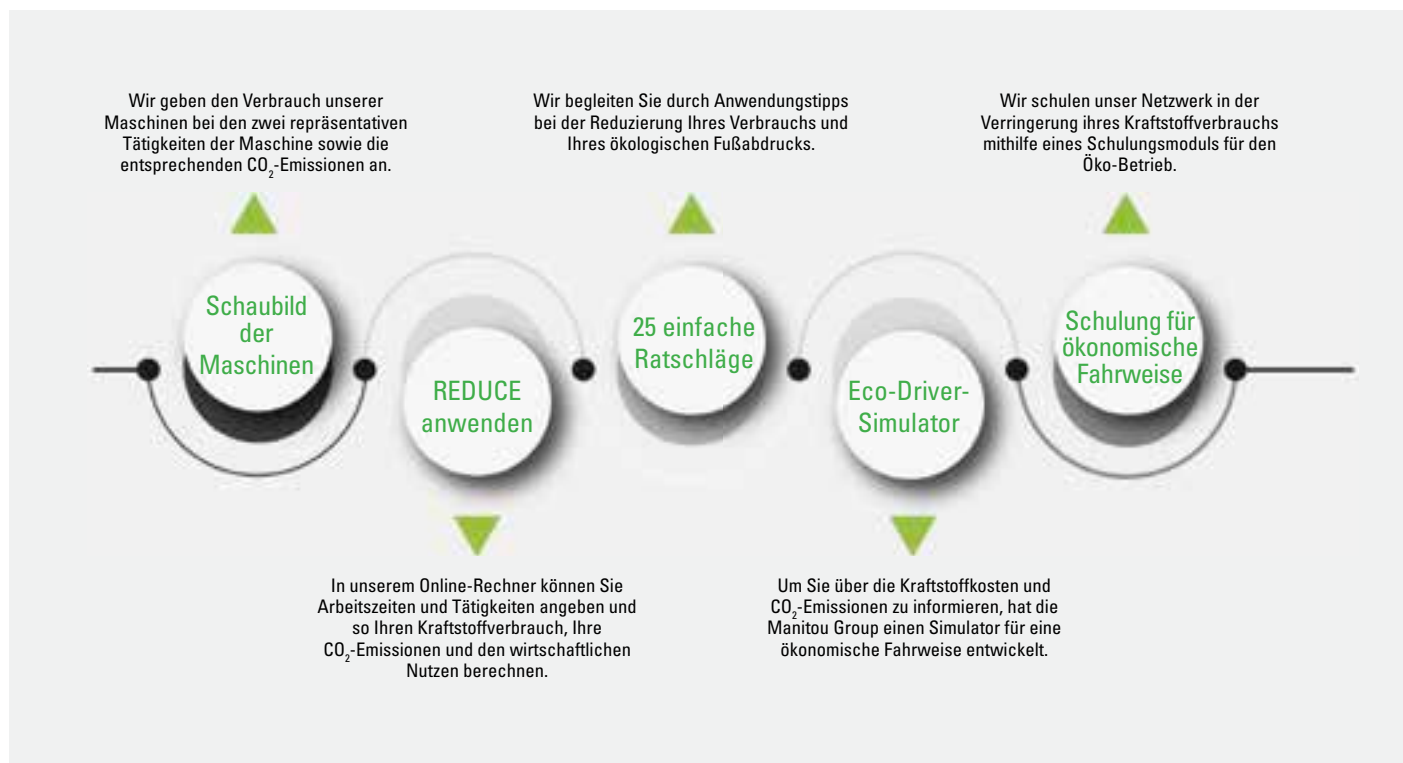 Wir geben den Verbrauch unserer
Maschinen bei den zwei repräsentativen
Tätigkeiten der Maschine sowie die
entsprechenden CO₂-Emissionen an.
Schaubild
der
Maschinen
REDUCE
anwenden
In unserem Online-Rechner können Sie
Arbeitszeiten und Tätigkeiten angeben und
so Ihren Kraftstoffverbrauch, Ihre
CO₂-Emissionen und den wirtschaftlichen
Nutzen berechnen.
Wir begleiten Sie durch Anwendungstipps
bei der Reduzierung Ihres Verbrauchs und
Ihres ökologischen Fußabdrucks.
25 einfache
Ratschläge
Eco-Driver-
Simulator
Um Sie über die Kraftstoffkosten und
CO₂-Emissionen zu informieren, hat die
Manitou Group einen Simulator für eine
ökonomische Fahrweise entwickelt.
Wir schulen unser Netzwerk in der
Verringerung ihres Kraftstoffverbrauchs
mithilfe eines Schulungsmoduls für den
Öko-Betrieb.
Schulung für
ökonomische
Fahrweise